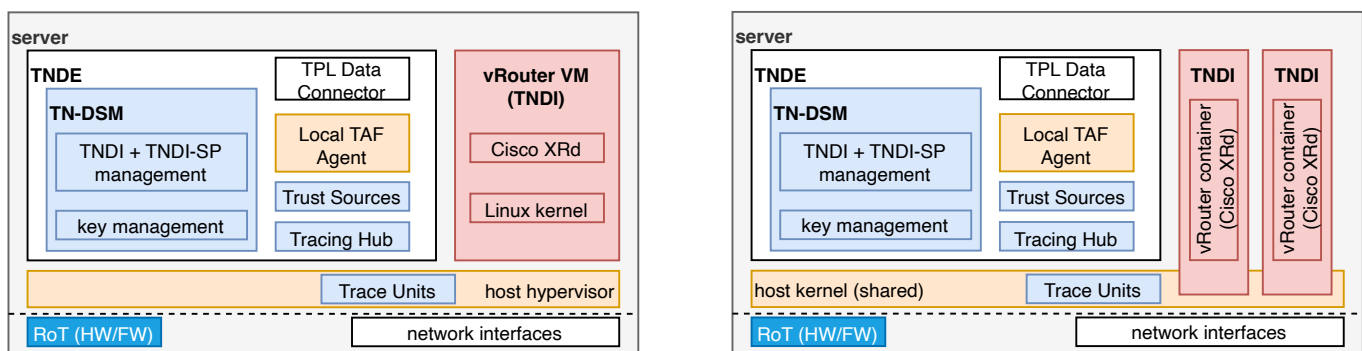 server
TNDE
TN-DSM
TNDI + TNDI-SP
management
key management
TPL Data
Connector
Local TAF
Agent
Trust Sources
Tracing Hub
vRouter VM
(TNDI)
Cisco XRd
Linux kernel
Trace Units
host hypervisor
RoT (HW/FW)
network interfaces
server
TNDE
TN-DSM
TNDI + TNDI-SP
management
key management
TPL Data
Connector
Local TAF
Agent
Trust Sources
Tracing Hub
TNDI
vRouter container
(Cisco XRd)
TNDI
vRouter container
(Cisco XRd)
host kernel (shared)
Trace Units
RoT (HW/FW)
network interfaces